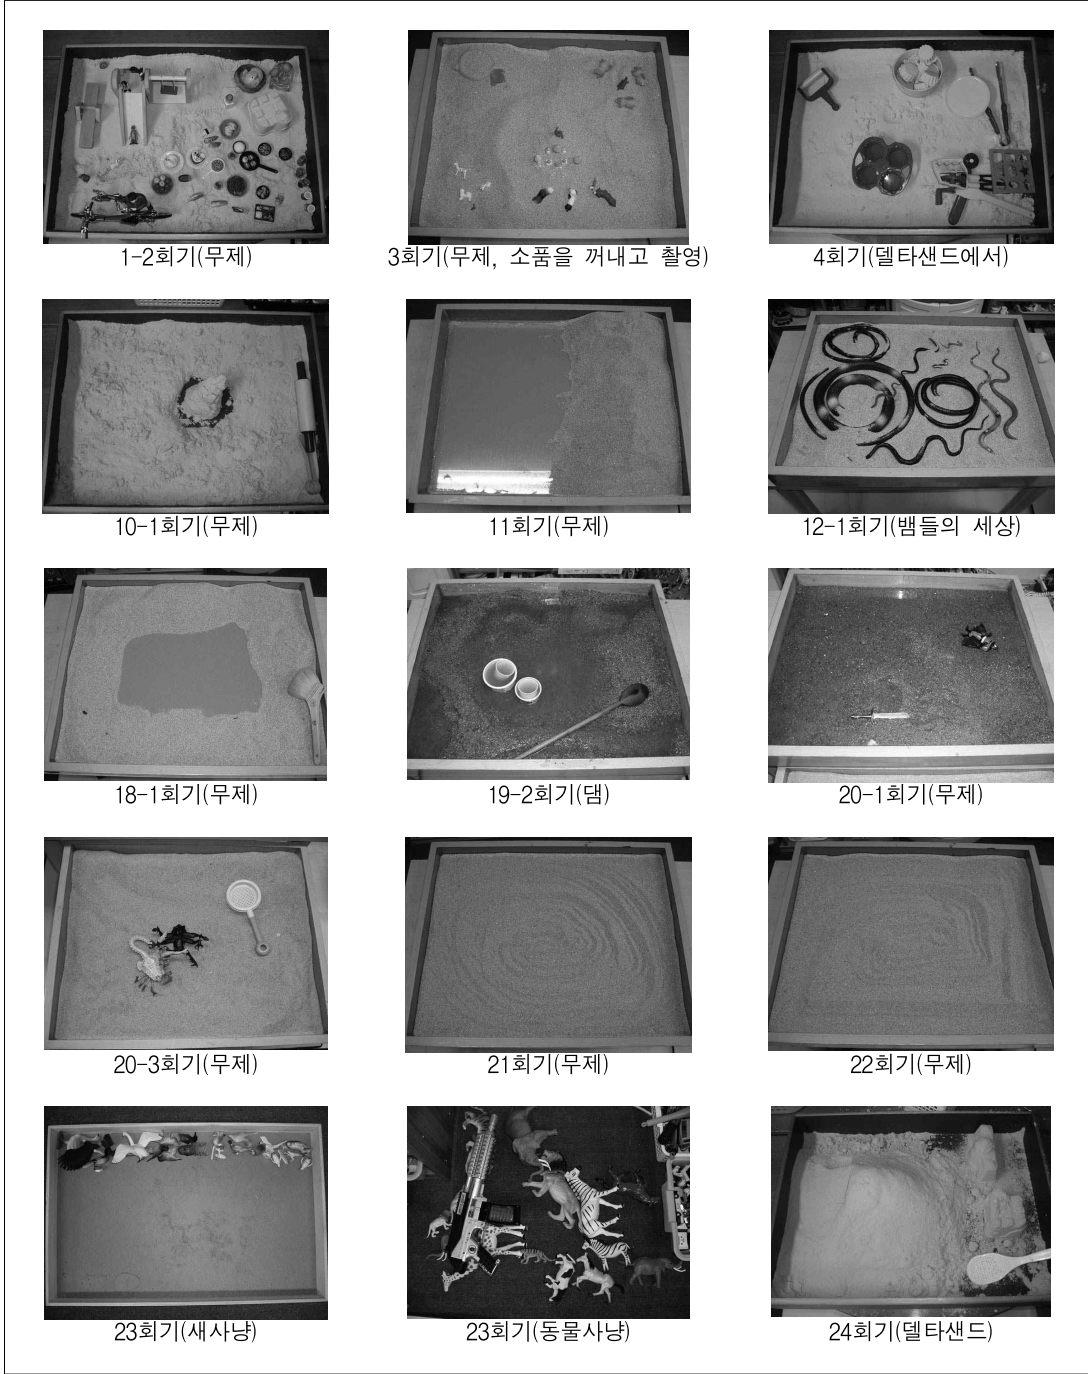 1-2회기(무제)
3회기(무제, 소품을 꺼내고 촬영)
4회기(델타샌드에서)
10-1회기(무제)
11회기(무제)
12-1회기(뱀들의 세상)
18-1회기(무제)
19-2회기(댐)
20-1회기(무제)
20-3회기(무제)
21회기(무제)
22회기(무제)
23회기(새사냥)
23회기(동물사냥)
24회기(델타샌드)